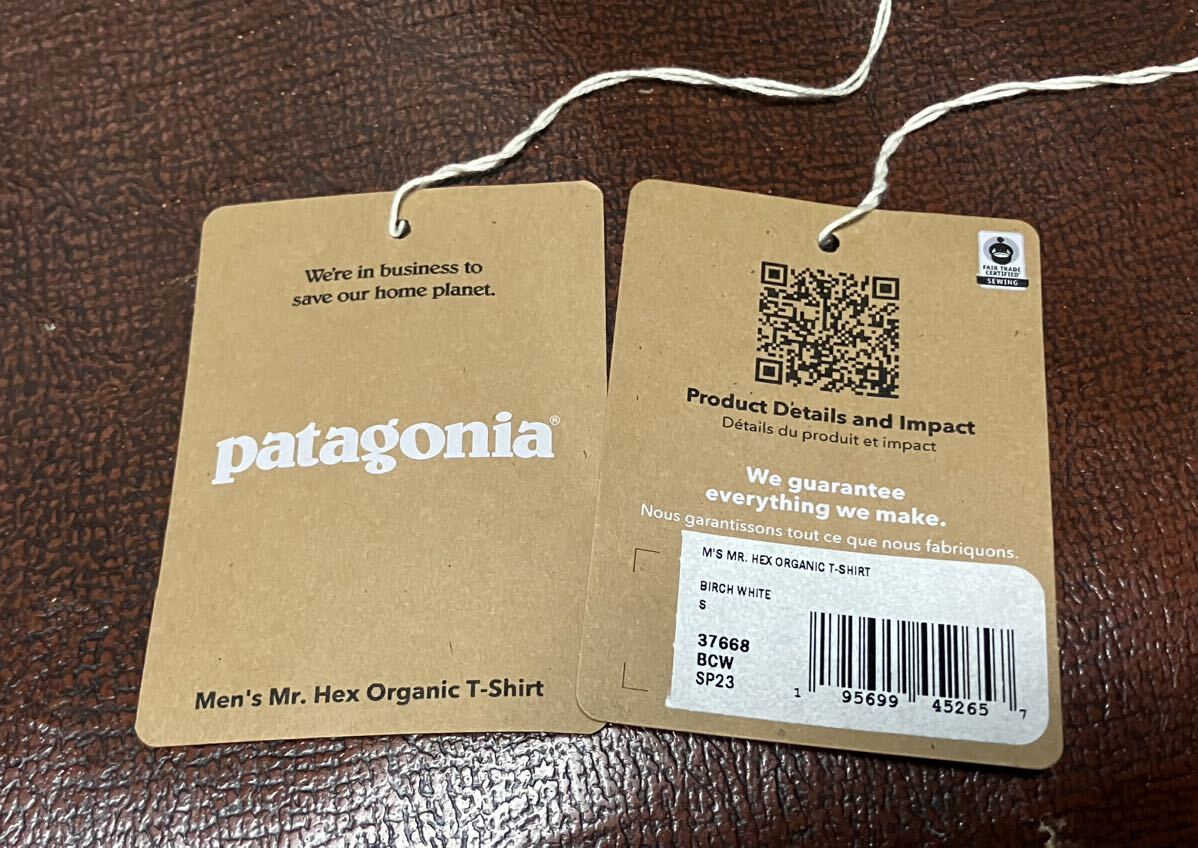 We're in business to
save our home planet.
patagonia®
Men's Mr. Hex Organic T-Shirt
FAIR TRADE
CERTIFIED
SEWING
Product Details and Impact
Détails du produit et impact
We guarantee
everything we make.
Nous garantissons tout ce que nous fabriquons.
M'S MR. HEX ORGANIC T-SHIRT
BIRCH WHITE
S
37668
BCW
SP23
1 95699 45265 7